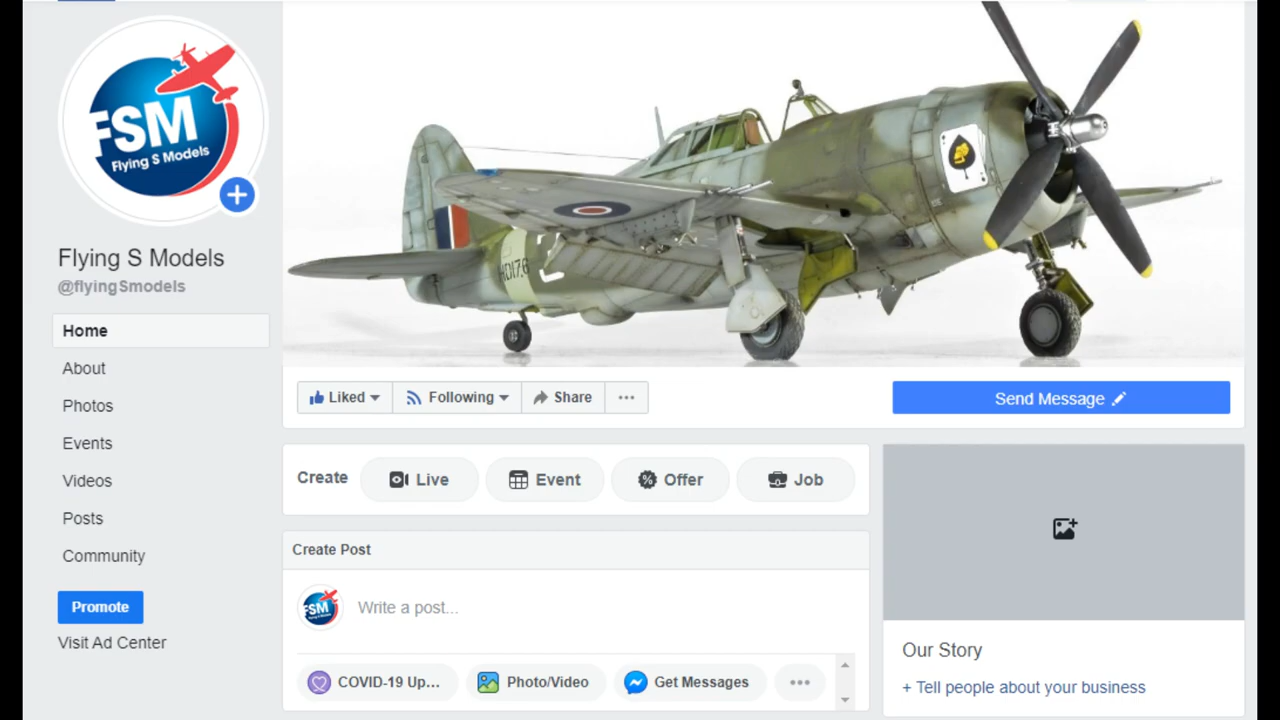 FSM
Flying S Models
Flying S Models
@flyingSmodels
Home
About
Photos
Events
Videos
Posts
Community
Promote
Visit Ad Center
Liked
Following
Share
Send Message
Create
Live
Event
Offer
Job
Create Post
FSM
Write a post...
COVID-19 Up...
Photo/Video
Get Messages
Our Story
+ Tell people about your business